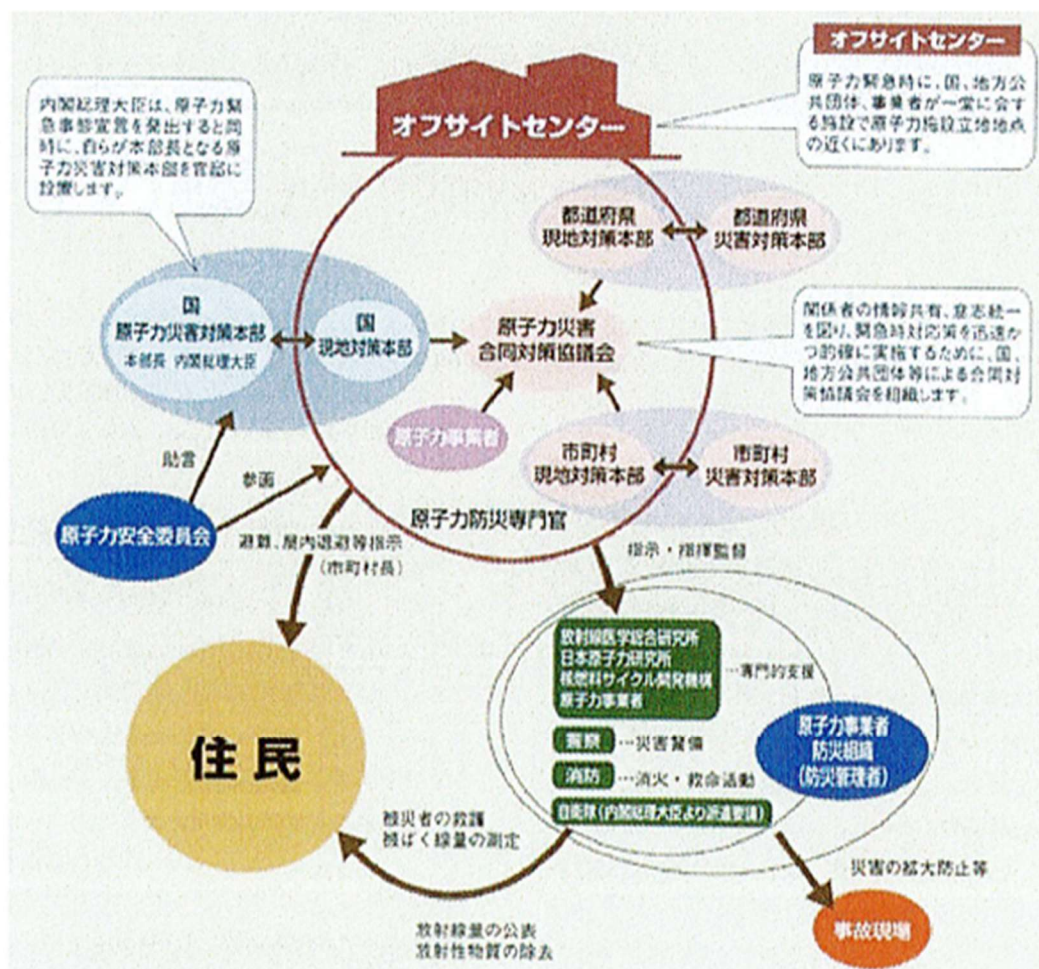 オフサイトセンター
原子力緊急時に、国、地方公
共団体、事業者が一堂に会す
る施設で原子力施設立地地点
の近くにあります。
内閣総理大臣は、原子力緊
急事態宣言を発出すると同
時に、自らが本部長となる原
子力災害対策本部を官邸に
設置します。
オフサイトセンター
都道府県
現地対策本部
都道府県
災害対策本部
国
原子力災害対策本部
本部長 内閣総理大臣
国
現地対策本部
原子力災害
合同対策協議会
関係者の情報共有、意志統一
を図り、緊急時対応策を迅速か
つ的確に実施するために、国、
地方公共団体等による合同対
策協議会を組織します。
原子力事業者
市町村
現地対策本部
市町村
災害対策本部
助言
参画
原子力安全委員会
原子力防災専門官
避難、屋内退避等指示
(市町村長)
指示・指揮監督
放射線医学総合研究所
日本原子力研究所
核燃料サイクル開発機構
原子力事業者
…専門的支援
警察…災害警備
消防…消火・救命活動
自衛隊(内閣総理大臣より派遣要請)
原子力事業者
防災組織
(防災管理者)
住民
被災者の救護
被ばく線量の測定
放射線量の公表
放射性物質の除去
災害の拡大防止等
事故現場